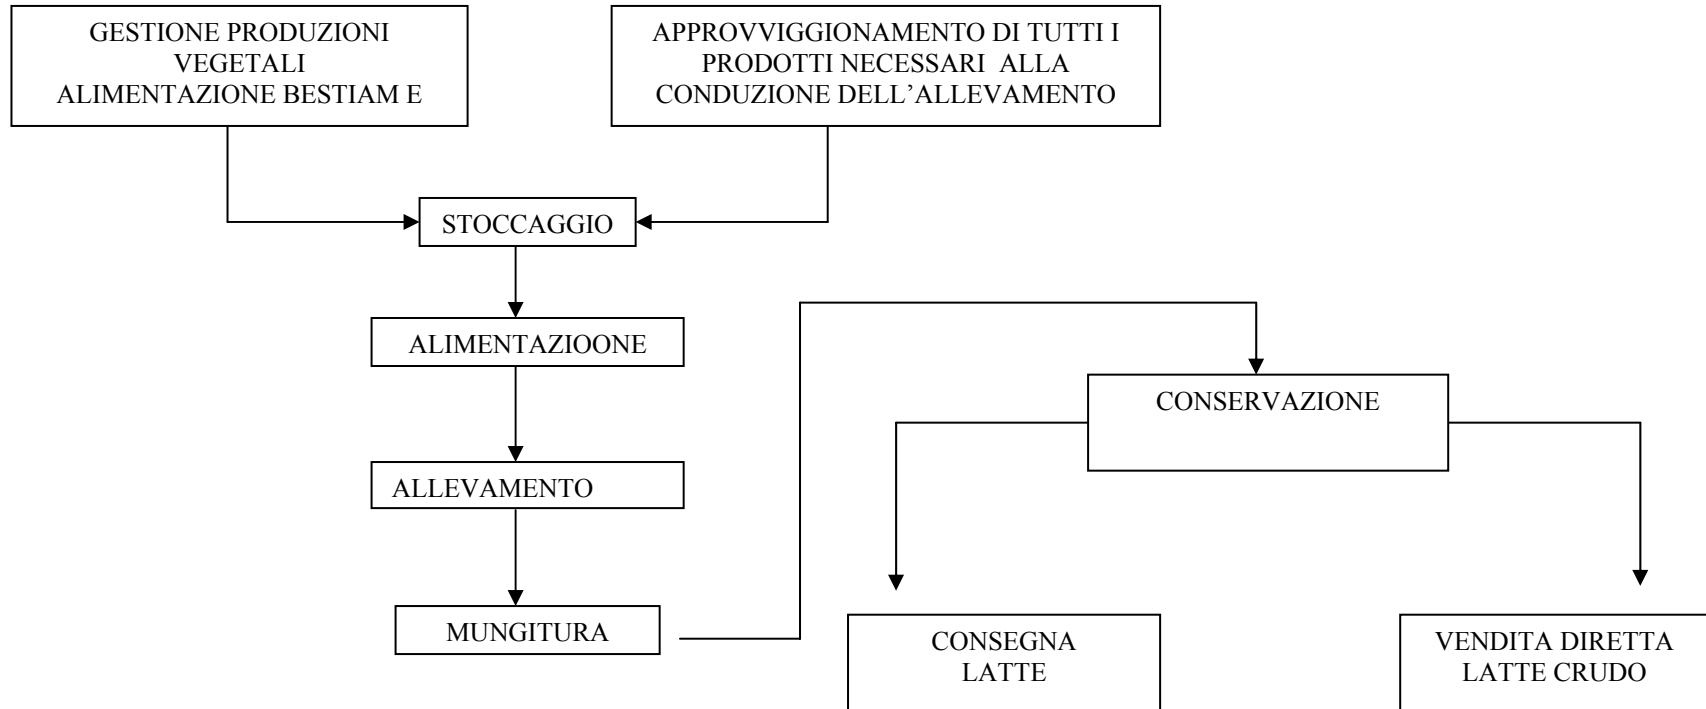 GESTIONE PRODUZIONI
VEGETALI
ALIMENTAZIONE BESTIAM E
APPROVVIGGIONAMENTO DI TUTTI I
PRODOTTI NECESSARI ALLA
CONDUZIONE DELL’ALLEVAMENTO
STOCCAGGIO
ALIMENTAZIOONE
ALLEVAMENTO
MUNGITURA
CONSERVAZIONE
CONSEGNA
LATTE
VENDITA DIRETTA
LATTE CRUDO